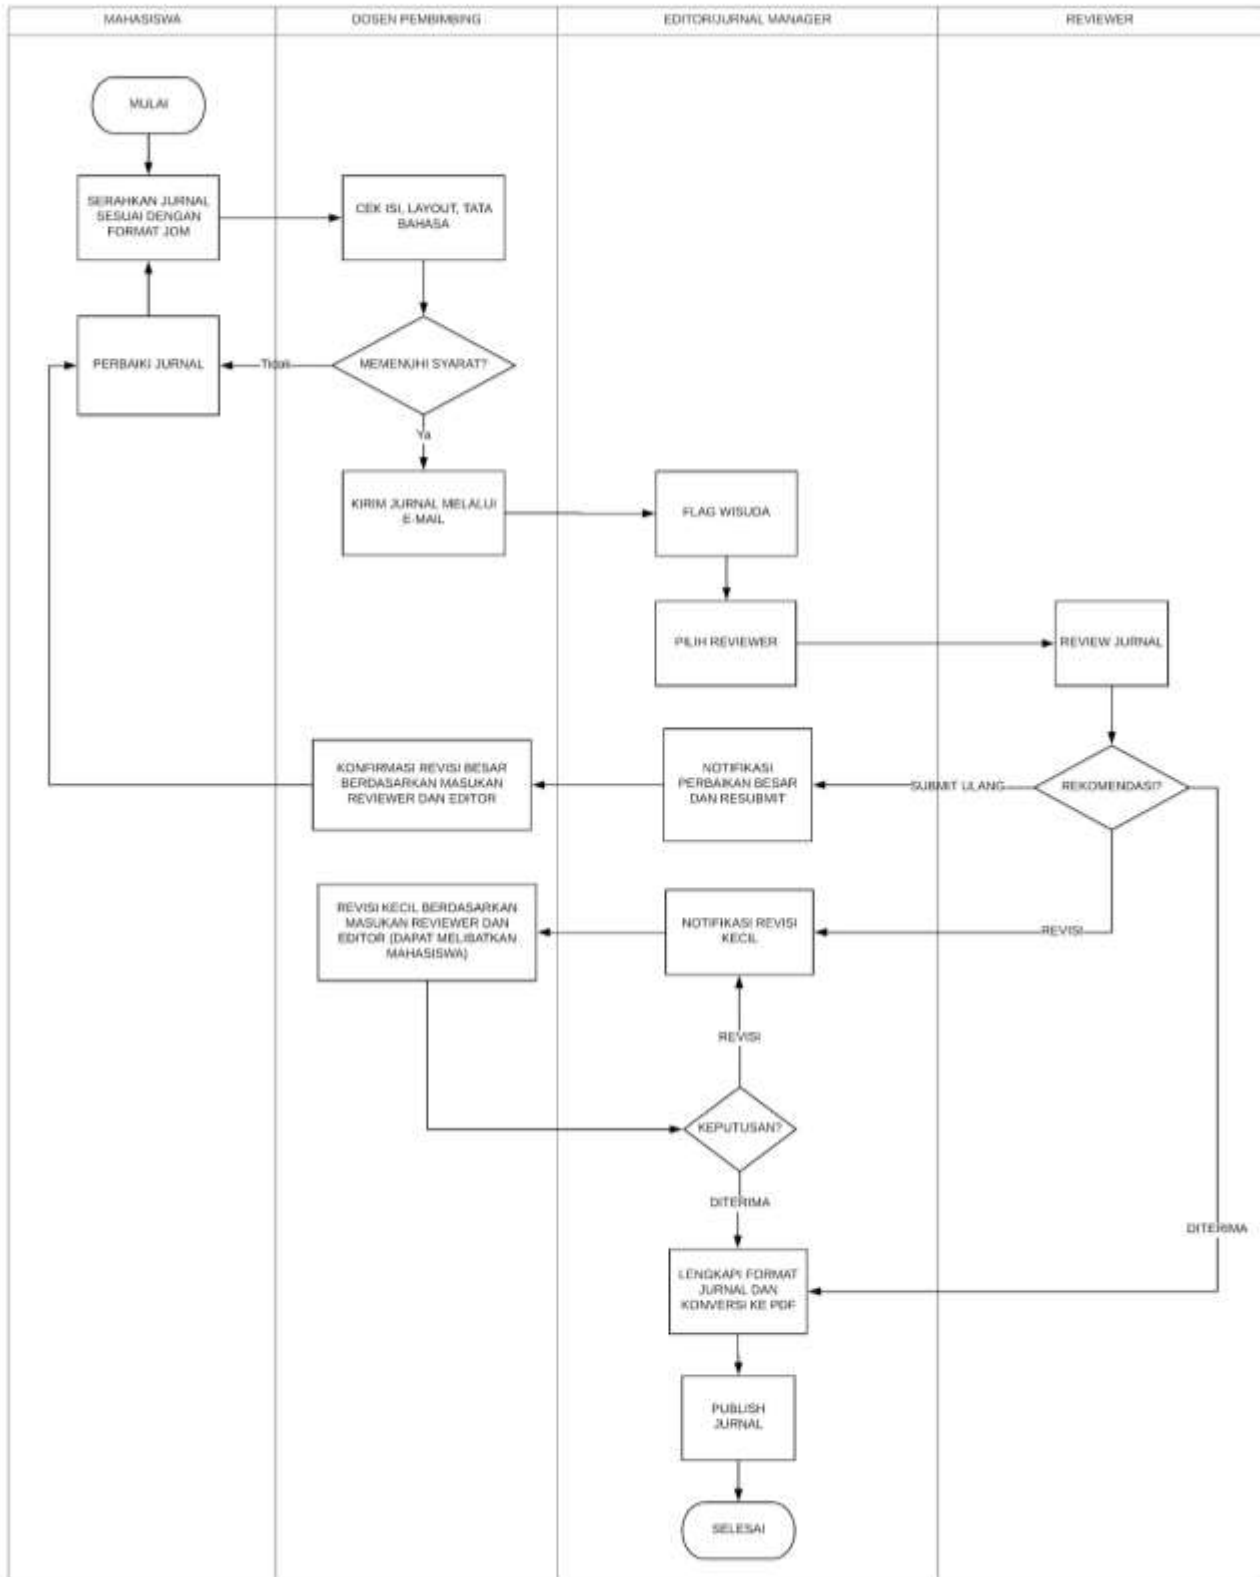 MAHASISWA
DOSEN PEMBIMBING
EDITOR/JURNAL MANAGER
REVIEWER
MULAI
SERAHKAN JURNAL
SESUAI DENGAN
FORMAT JOM
CEK ISI, LAYOUT, TATA
BAHASA
PERBAIKI JURNAL
Tidak
MEMENUHI SYARAT?
Ya
KIRIM JURNAL MELALUI
E-MAIL
FLAG WISUDA
PILIH REVIEWER
REVIEW JURNAL
KONFIRMASI REVISI BESAR
BERDASARKAN MASUKAN
REVIEWER DAN EDITOR
NOTIFIKASI
PERBAIKAN BESAR
DAN RESUBMIT
SUBMIT ULANG
REKOMENDASI?
REVISI KECIL BERDASARKAN
MASUKAN REVIEWER DAN
EDITOR (DAPAT MELIBATKAN
MAHASISWA)
NOTIFIKASI REVISI
KECIL
REVISI
REVISI
KEPUTUSAN?
DITERIMA
DITERIMA
LENGKAPI FORMAT
JURNAL DAN
KONVERSI KE PDF
PUBLISH
JURNAL
SELESAI